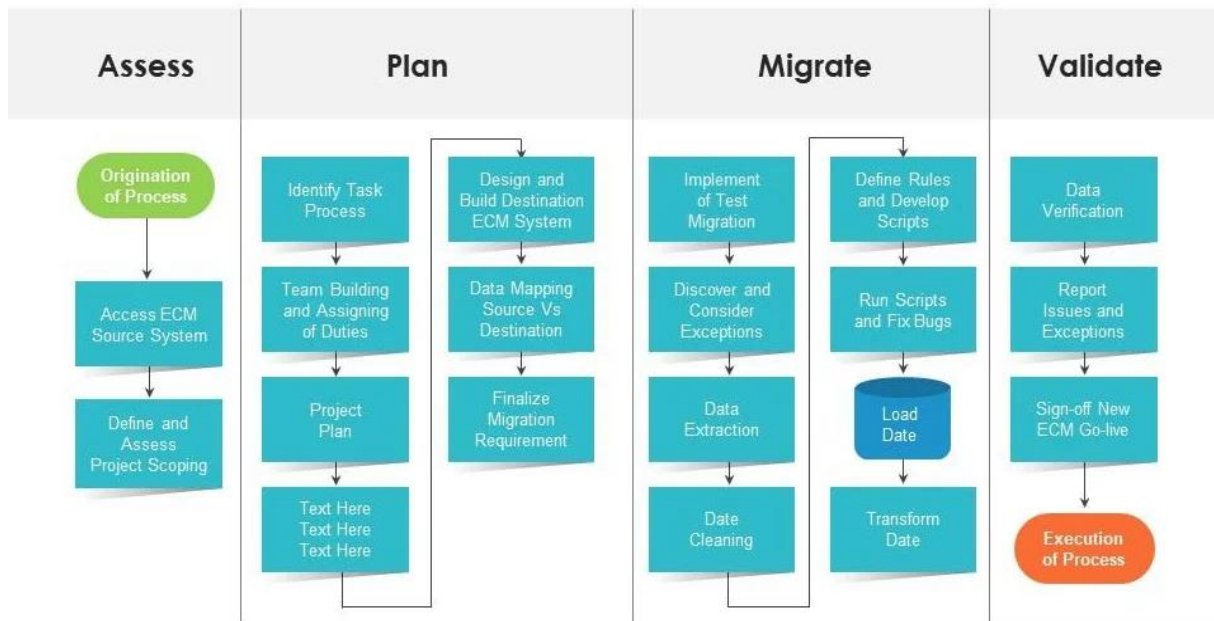 Assess
Plan
Migrate
Validate
Origination
of Process
Access ECM
Source System
Define and
Assess
Project Scoping
Identify Task
Process
Team Building
and Assigning
of Duties
Project
Plan
Text Here
Text Here
Text Here
Design and
Build Destination
ECM System
Data Mapping
Source Vs
Destination
Finalize
Migration
Requirement
Implement
of Test
Migration
Discover and
Consider
Exceptions
Data
Extraction
Date
Cleaning
Define Rules
and Develop
Scripts
Run Scripts
and Fix Bugs
Load
Date
Transform
Date
Data
Verification
Report
Issues and
Exceptions
Sign-off New
ECM Go-live
Execution
of Process